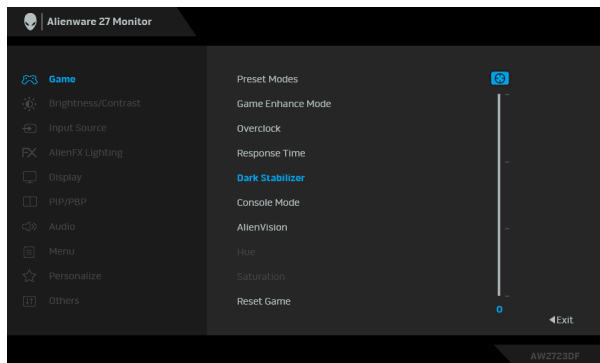 Alienware 27 Monitor
Game
Brightness/Contrast
Input Source
AlienFX Lighting
Display
PIP/PBP
Audio
Menu
Personalize
Others
Preset Modes
Game Enhance Mode
Overclock
Response Time
Dark Stabilizer
Console Mode
AlienVision
Hue
Saturation
Reset Game
0
Exit
AW2723DF